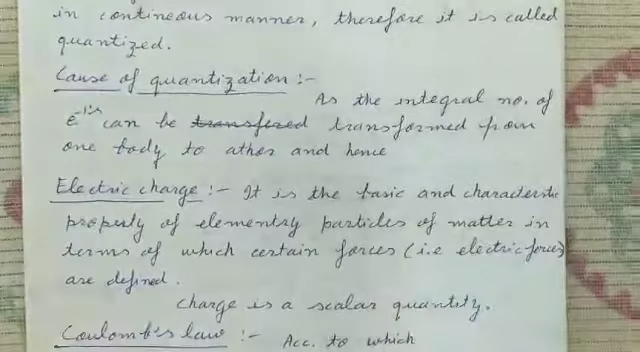 in contineous manner, therefore it is called
quantized.
Cause of quantization :-
As the integral no. of
can be transfered transformed from
one body to other and hence
Electric charge :- It is the basic and characterstic
property of elementry particles of matter in
terms of which certain forces (i.e electric forces)
are defined.
Charge is a scalar quantity.
Coulomb's law :- Acc. to which